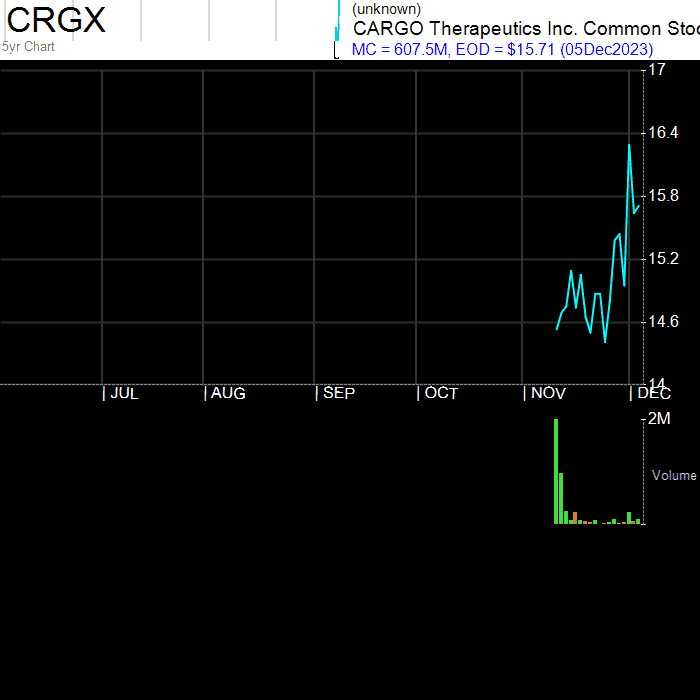 CRGX
5yr Chart
(unknown)
CARGO Therapeutics Inc. Common Stoc
MC = 607.5M, EOD = $15.71 (05Dec2023)
17
16.4
15.8
15.2
14.6
14
JUL AUG SEP OCT NOV DEC
2M
Volume